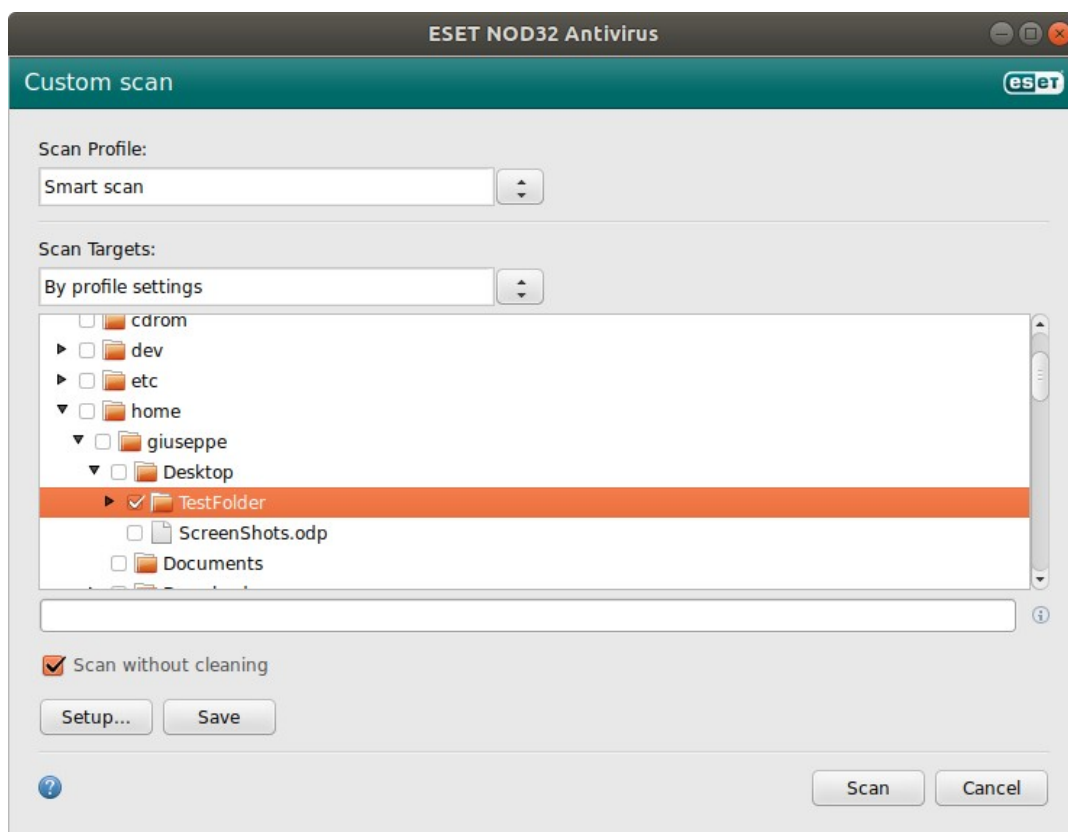 ESET NOD32 Antivirus
Custom scan
eseT
Scan Profile:
Smart scan
Scan Targets:
By profile settings
cdrom
dev
etc
home
giuseppe
Desktop
TestFolder
ScreenShots.odp
Documents
Scan without cleaning
Setup...
Save
?
Scan
Cancel